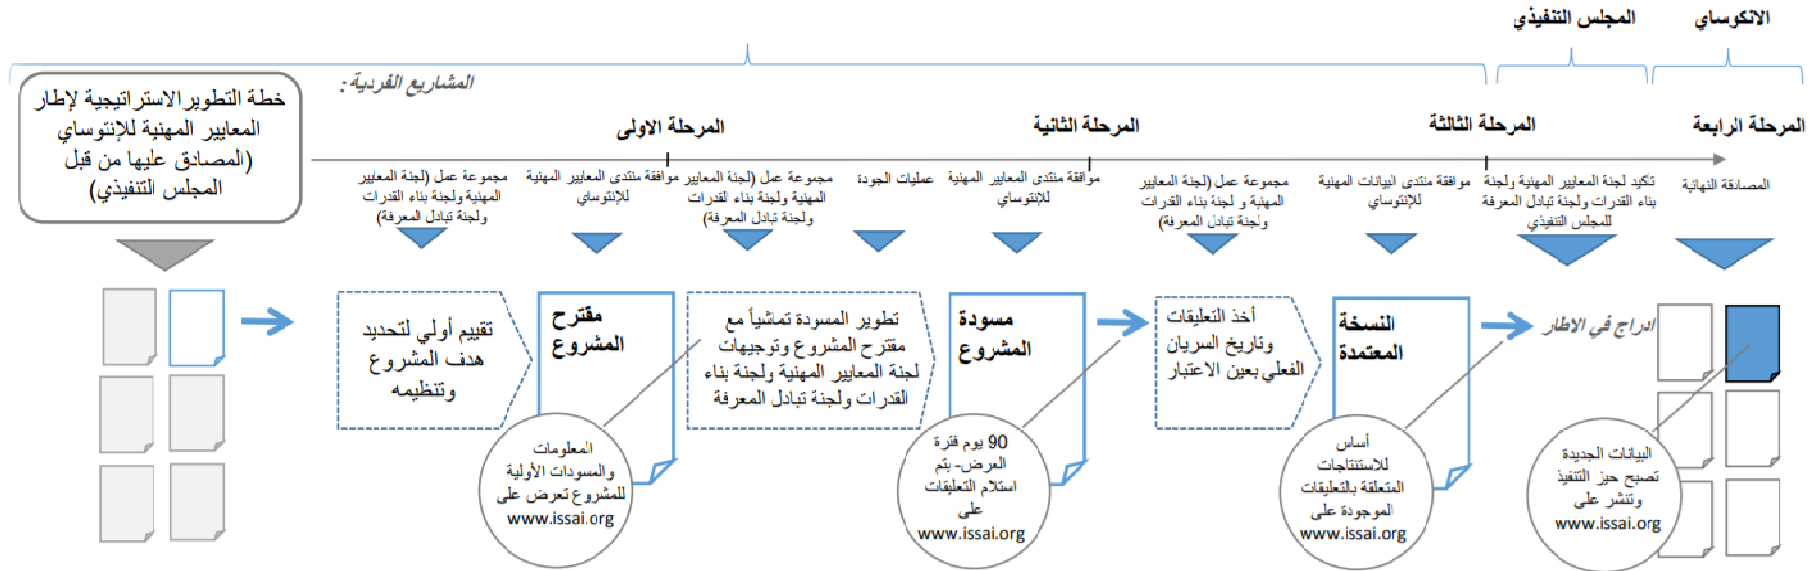 الانكوساي
المجلس التنفيذي
المشاريع الفردية :
خطة التطوير الاستراتيجية لإطار
المعايير المهنية للإنتوساي
(المصادق عليها من قبل
المجلس التنفيذي)
المرحلة الاولى
المرحلة الثانية
المرحلة الثالثة
المرحلة الرابعة
مجموعة عمل (لجنة المعايير
المهنية ولجنة بناء القدرات
ولجنة تبادل المعرفة)
موافقة منتدى المعايير المهنية
للإنتوساي
مجموعة عمل (لجنة المعايير
المهنية ولجنة بناء القدرات
ولجنة تبادل المعرفة)
عمليات الجودة
موافقة منتدى المعايير المهنية
للإنتوساي
مجموعة عمل (لجنة المعايير
المهنية و لجنة بناء القدرات
ولجنة تبادل المعرفة)
موافقة منتدى البيانات المهنية
للإنتوساي
تكيد لجنة المعايير المهنية ولجنة
بناء القدرات ولجنة تبادل المعرفة
للمجلس التنفيذي
المصادقة النهائية
تقييم أولي لتحديد
هدف المشروع
وتنظيمه
مقترح
المشروع
تطوير المسودة تماشياً مع
مقترح المشروع وتوجيهات
لجنة المعايير المهنية ولجنة بناء
القدرات ولجنة تبادل المعرفة
مسودة
المشروع
أخذ التعليقات
وتاريخ السريان
الفعلي بعين الاعتبار
النسخة
المعتمدة
ادراج في الاطار
المعلومات
والمسودات الأولية
للمشروع تعرض على
www.issai.org
90 يوم فترة
العرض- يتم
استلام التعليقات
على
www.issai.org
أساس
للاستنتاجات
المتعلقة بالتعليقات
الموجودة على
www.issai.org
البيانات الجديدة
تصبح حيز التنفيذ
وتنشر على
www.issai.org